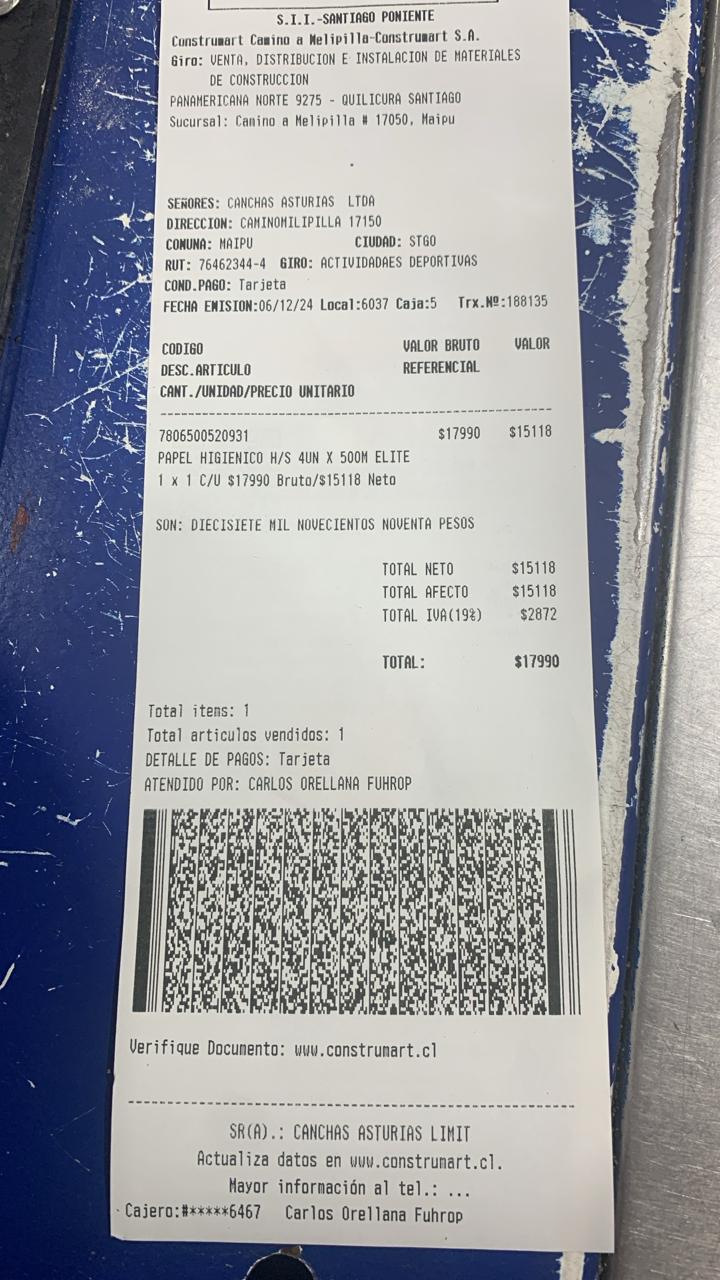 S.I.I.-SANTIAGO PONIENTE
Construmart Camino a Melipilla-Construmart S.A.
Giro: VENTA, DISTRIBUCION E INSTALACION DE MATERIALES
DE CONSTRUCCION
PANAMERICANA NORTE 9275 - QUILICURA SANTIAGO
Sucursal: Camino a Melipilla # 17050, Maipu
SEÑORES: CANCHAS ASTURIAS LTDA
DIRECCION: CAMINOMILIPILLA 17150
COMUNA: MAIPU CIUDAD: STGO
RUT: 76462344-4 GIRO: ACTIVIDADAES DEPORTIVAS
COND.PAGO: Tarjeta
FECHA EMISION:06/12/24 Local:6037 Caja:5 Trx.Nº:188135
CODIGO VALOR BRUTO VALOR
DESC.ARTICULO REFERENCIAL
CANT./UNIDAD/PRECIO UNITARIO
7806500520931 $17990 $15118
PAPEL HIGIENICO H/S 4UN X 500M ELITE
1 x 1 C/U $17990 Bruto/$15118 Neto
SON: DIECISIETE MIL NOVECIENTOS NOVENTA PESOS
TOTAL NETO $15118
TOTAL AFECTO $15118
TOTAL IVA(19%) $2872
TOTAL: $17990
Total items: 1
Total articulos vendidos: 1
DETALLE DE PAGOS: Tarjeta
ATENDIDO POR: CARLOS ORELLANA FUHROP
Verifique Documento: www.construmart.cl
SR(A).: CANCHAS ASTURIAS LIMIT
Actualiza datos en www.construmart.cl.
Mayor información al tel.: ...
Cajero:#*****6467 Carlos Orellana Fuhrop